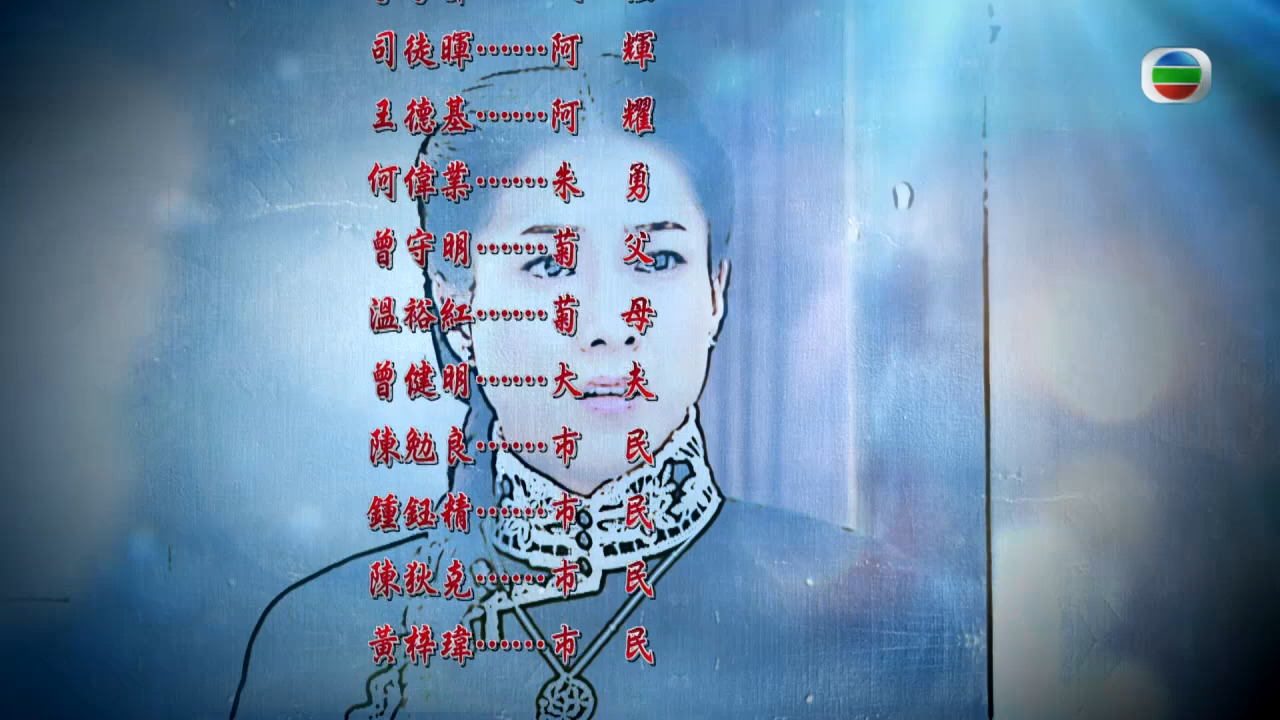 司徒暉……阿 輝
王德基……阿 耀
何偉業……朱 勇
曾守明……菊 父
溫裕紅……菊 母
曾健明……大 夫
陳勉良……市 民
鍾鈺精……市 民
陳狄克……市 民
黃梓瑋……市 民